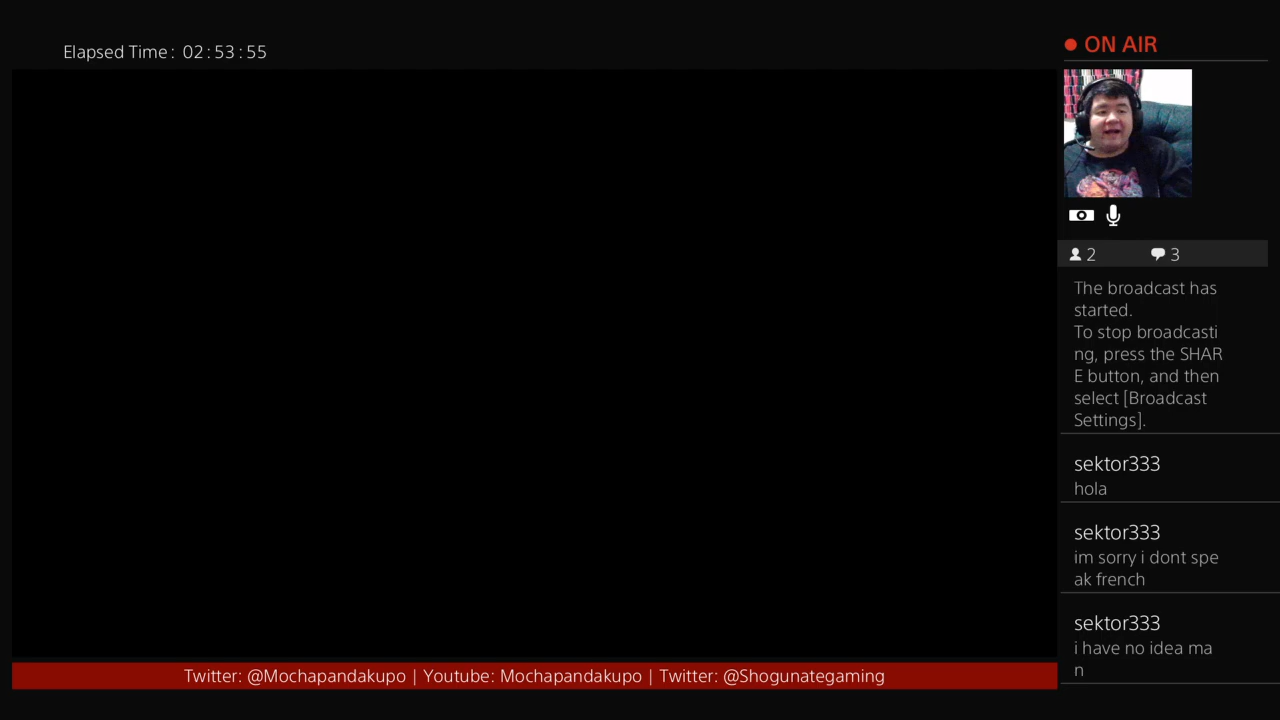 Elapsed Time: 02:53:55
ON AIR
2 3
The broadcast has
started.
To stop broadcasti
ng, press the SHAR
E button, and then
select [Broadcast
Settings].
sektor333
hola
sektor333
im sorry i dont spe
ak french
sektor333
i have no idea ma
n
Twitter: @Mochapandakupo | Youtube: Mochapandakupo | Twitter: @Shogunategaming